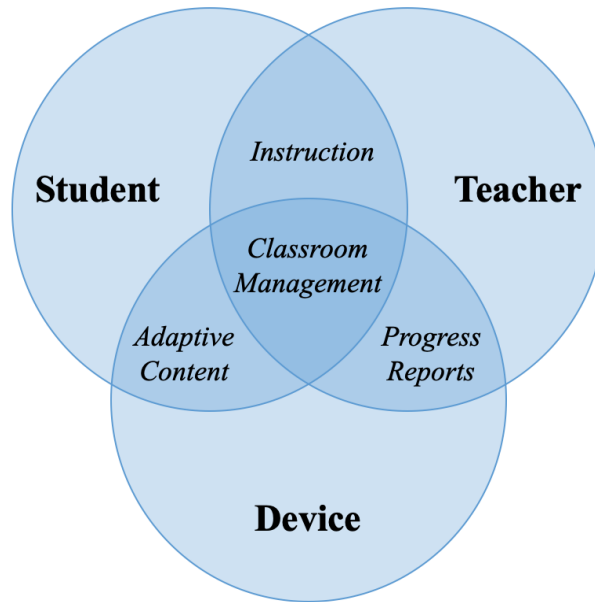 Instruction
Student
Teacher
Classroom
Management
Adaptive
Content
Progress
Reports
Device